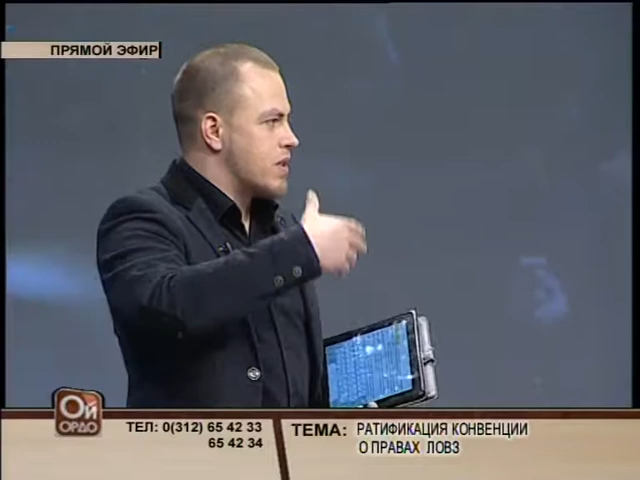 ПРЯМОЙ ЭФИР
Ой
ОРДО
ТЕЛ: 0(312) 65 42 33
65 42 34
ТЕМА:
РАТИФИКАЦИЯ КОНВЕНЦИИ
О ПРАВАХ ЛОВЗ